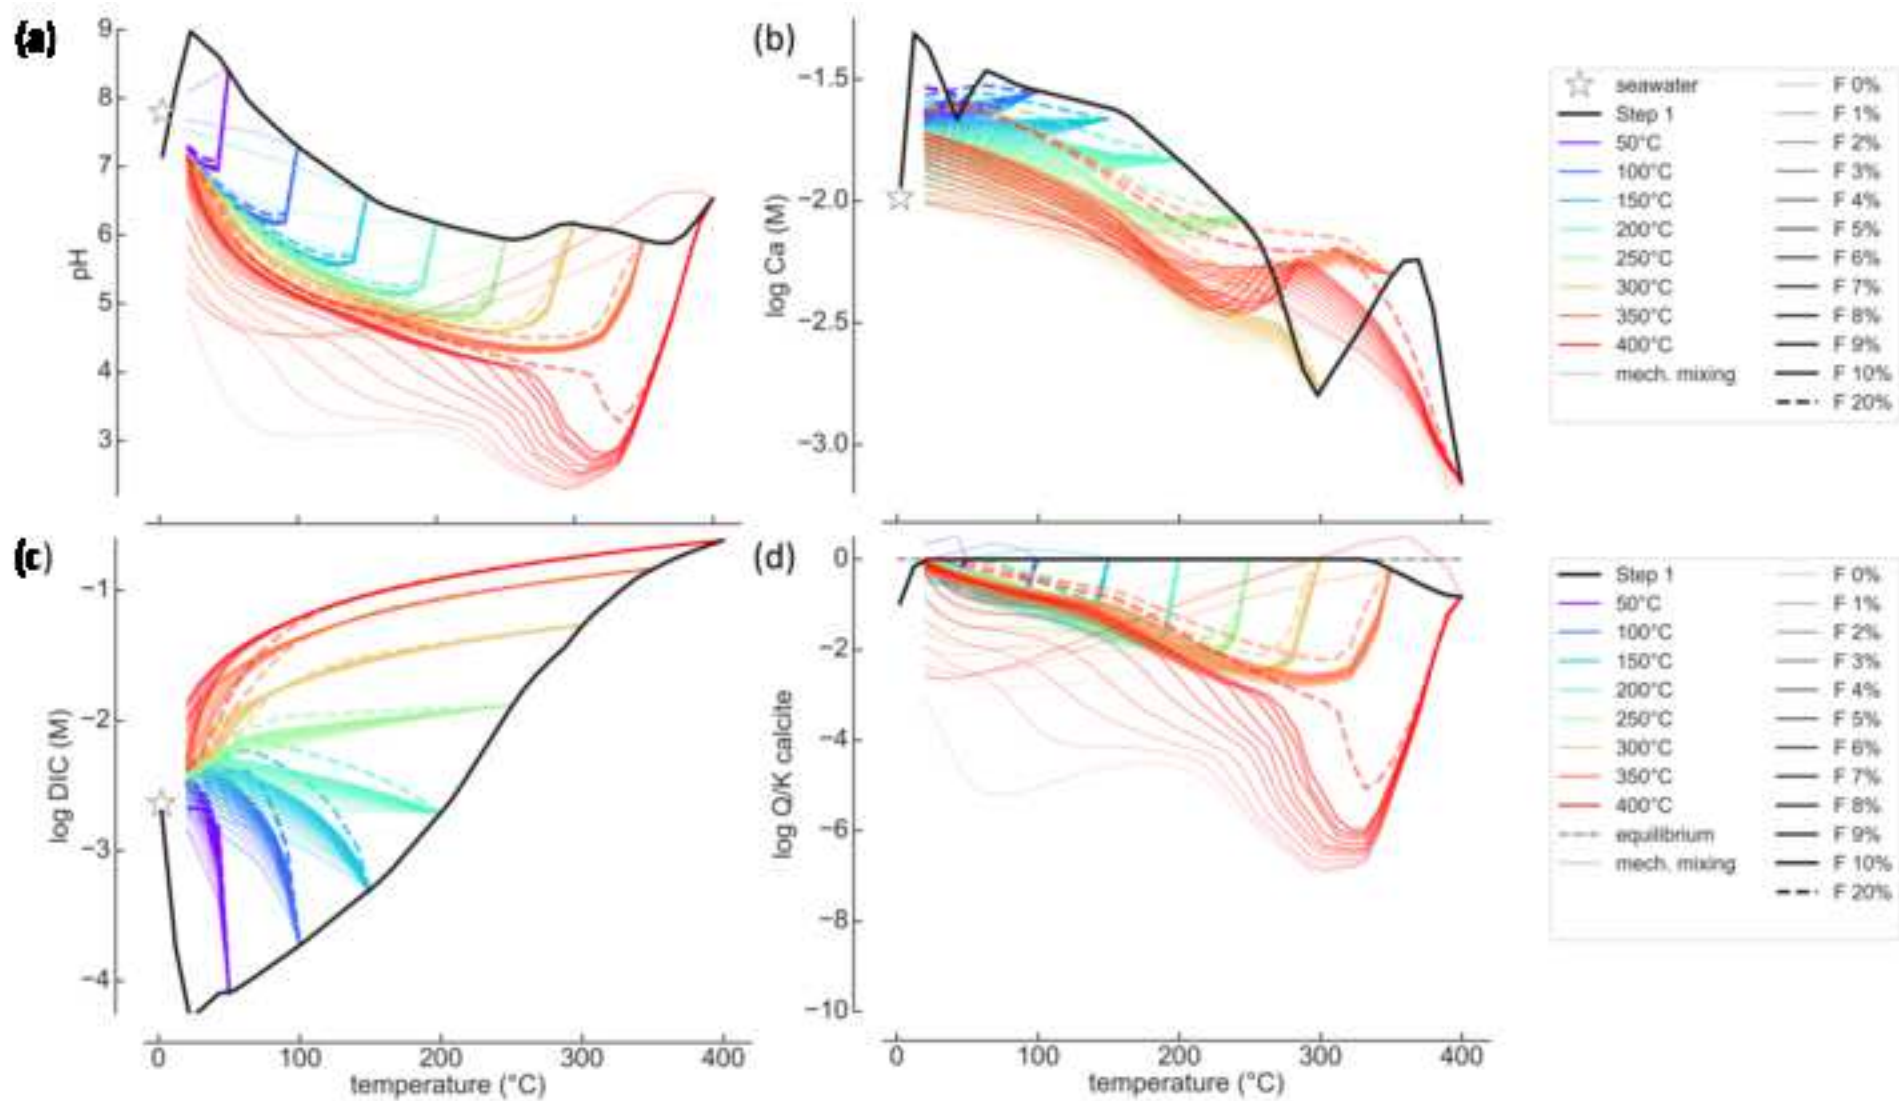 (a)
9
8
7
6
5
4
3
pH
(b)
−1.5
−2.0
−2.5
−3.0
log Ca (M)
seawater
Step 1
50°C
100°C
150°C
200°C
250°C
300°C
350°C
400°C
mech. mixing
F 0%
F 1%
F 2%
F 3%
F 4%
F 5%
F 6%
F 7%
F 8%
F 9%
F 10%
F 20%
(c)
−1
−2
−3
−4
log DIC (M)
0
100
200
300
400
temperature (°C)
(d)
0
−2
−4
−6
−8
−10
log Q/K calcite
0
100
200
300
400
temperature (°C)
Step 1
50°C
100°C
150°C
200°C
250°C
300°C
350°C
400°C
equilibrium
mech. mixing
F 0%
F 1%
F 2%
F 3%
F 4%
F 5%
F 6%
F 7%
F 8%
F 9%
F 10%
F 20%